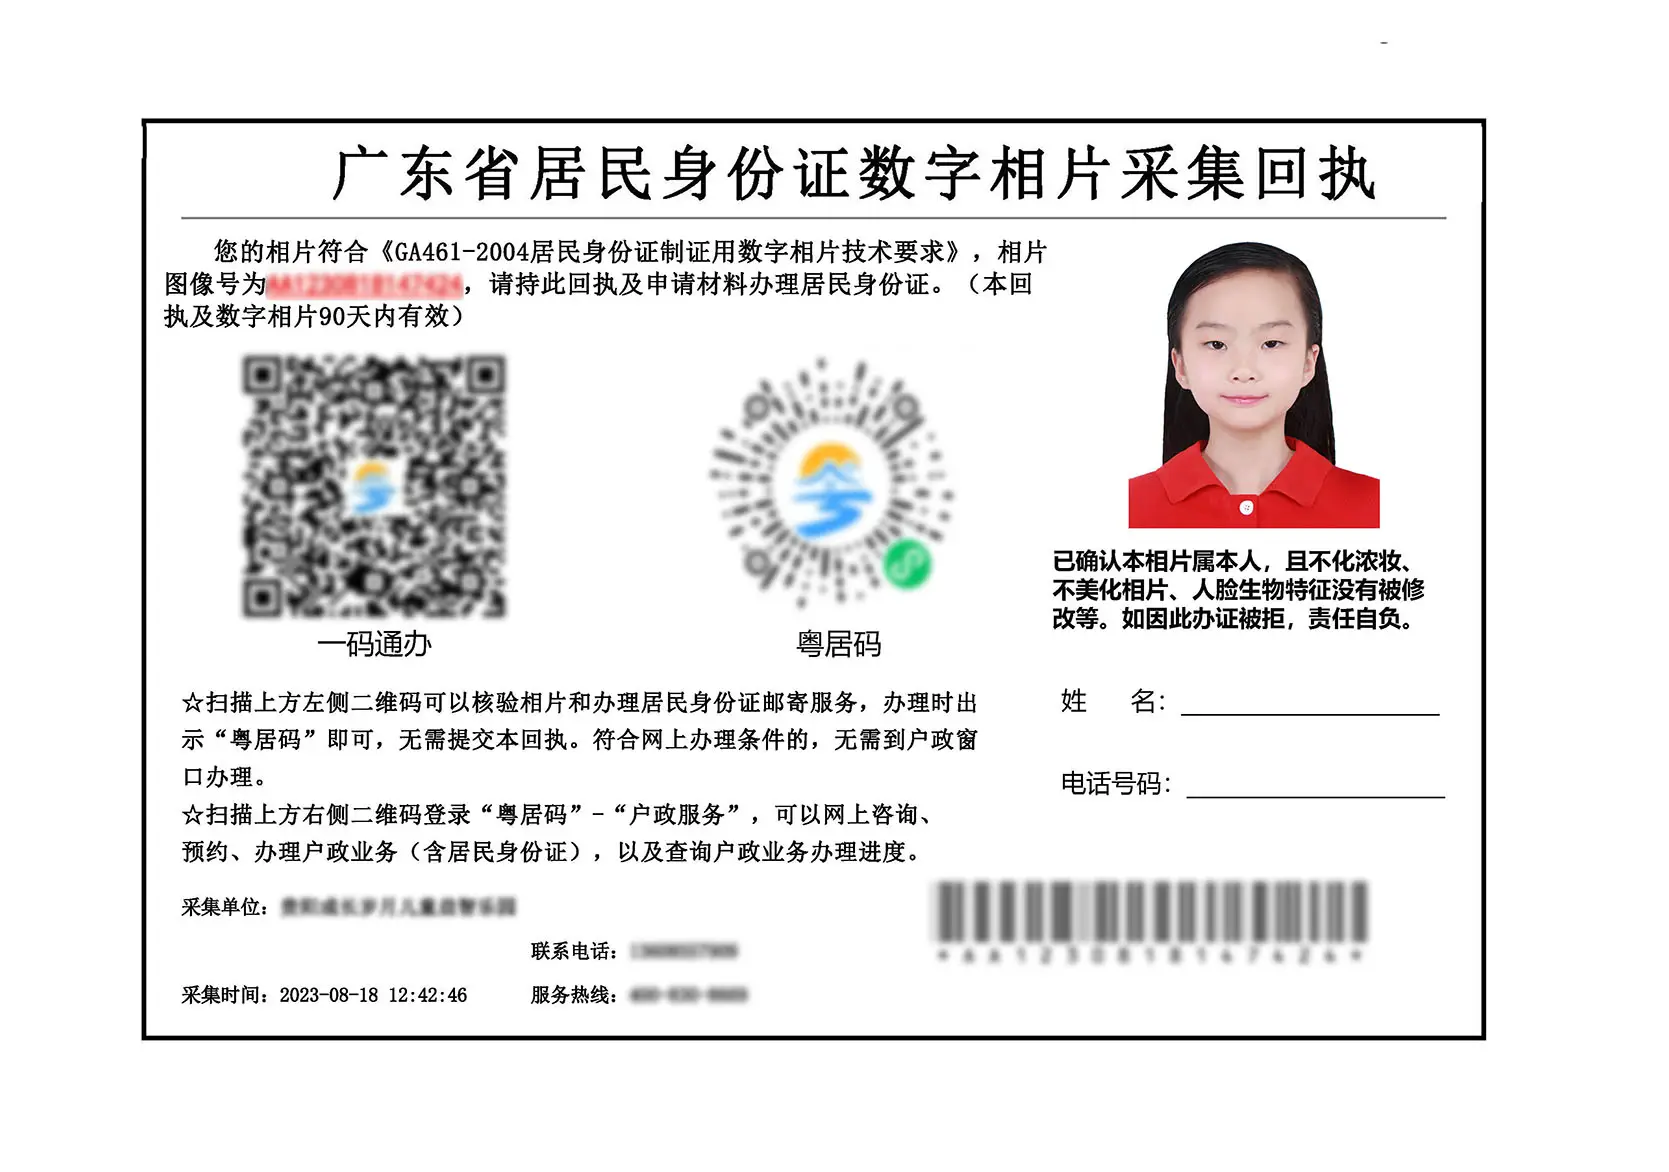 广东省居民身份证数字相片采集回执
您的相片符合《GA461-2004居民身份证制证用数字相片技术要求》，相片
图像号为，请持此回执及申请材料办理居民身份证。（本回
执及数字相片90天内有效）
一码通办
粤居码
已确认本相片属本人，且不化浓妆、
不美化相片、人脸生物特征没有被修
改等。如因此办证被拒，责任自负。
☆扫描上方左侧二维码可以核验相片和办理居民身份证邮寄服务，办理时出
示“粤居码”即可，无需提交本回执。符合网上办理条件的，无需到户政窗
口办理。
☆扫描上方右侧二维码登录“粤居码”-“户政服务”，可以网上咨询、
预约、办理户政业务（含居民身份证），以及查询户政业务办理进度。
姓 名：
电话号码：
采集单位：
联系电话：
采集时间：2023-08-18 12:42:46
服务热线：